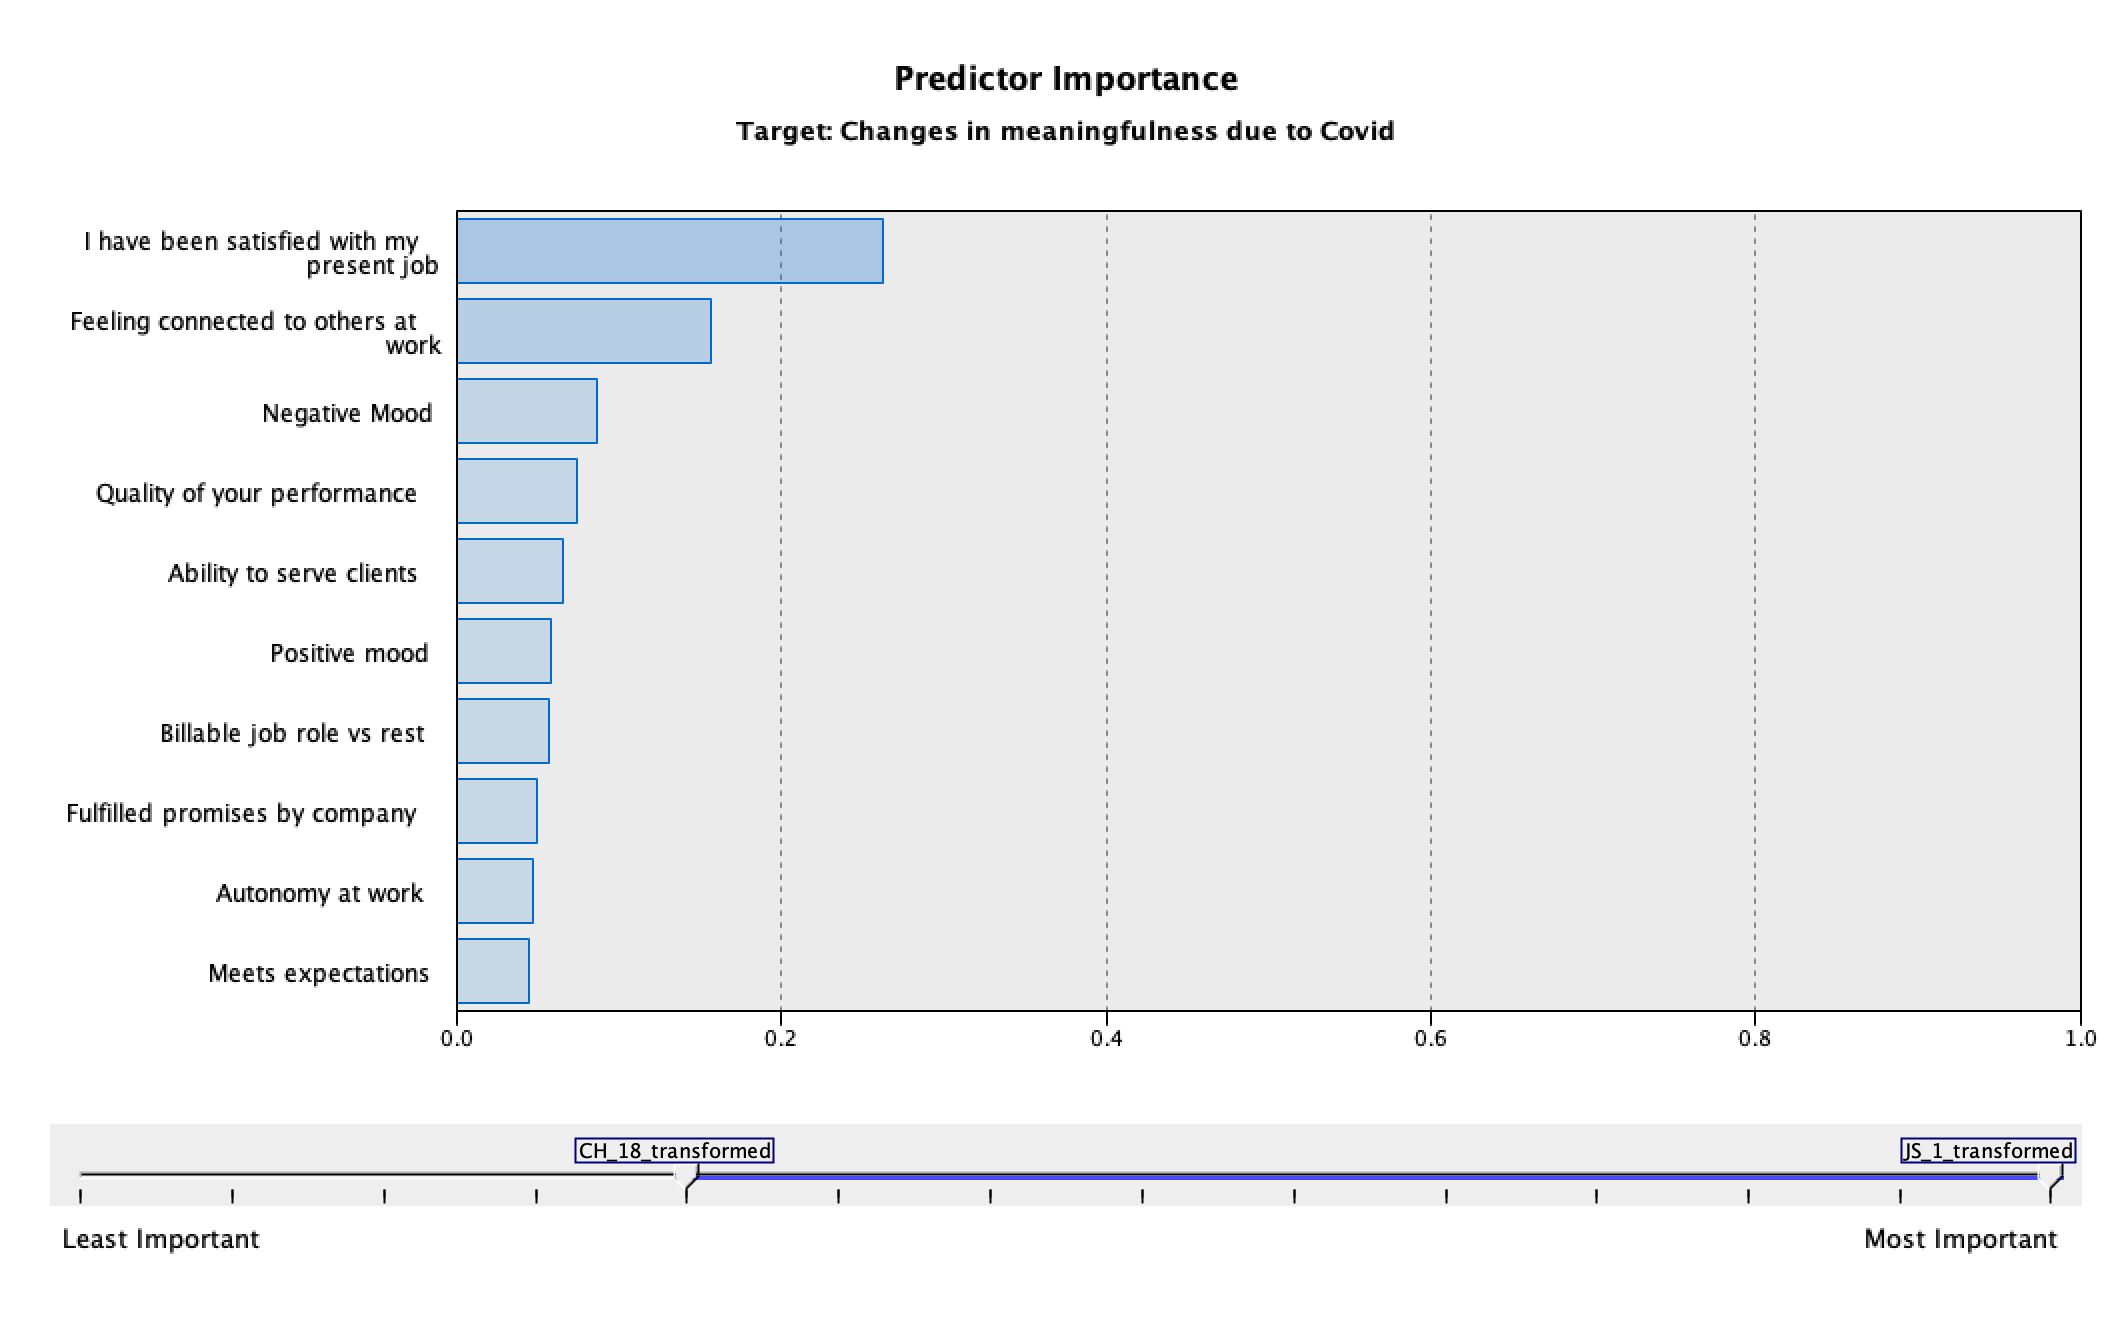 Predictor Importance
Target: Changes in meaningfulness due to Covid
I have been satisfied with my
present job
Feeling connected to others at
work
Negative Mood
Quality of your performance
Ability to serve clients
Positive mood
Billable job role vs rest
Fulfilled promises by company
Autonomy at work
Meets expectations
0.0 0.2 0.4 0.6 0.8 1.0
CH_18_transformed JS_1_transformed
Least Important Most Important